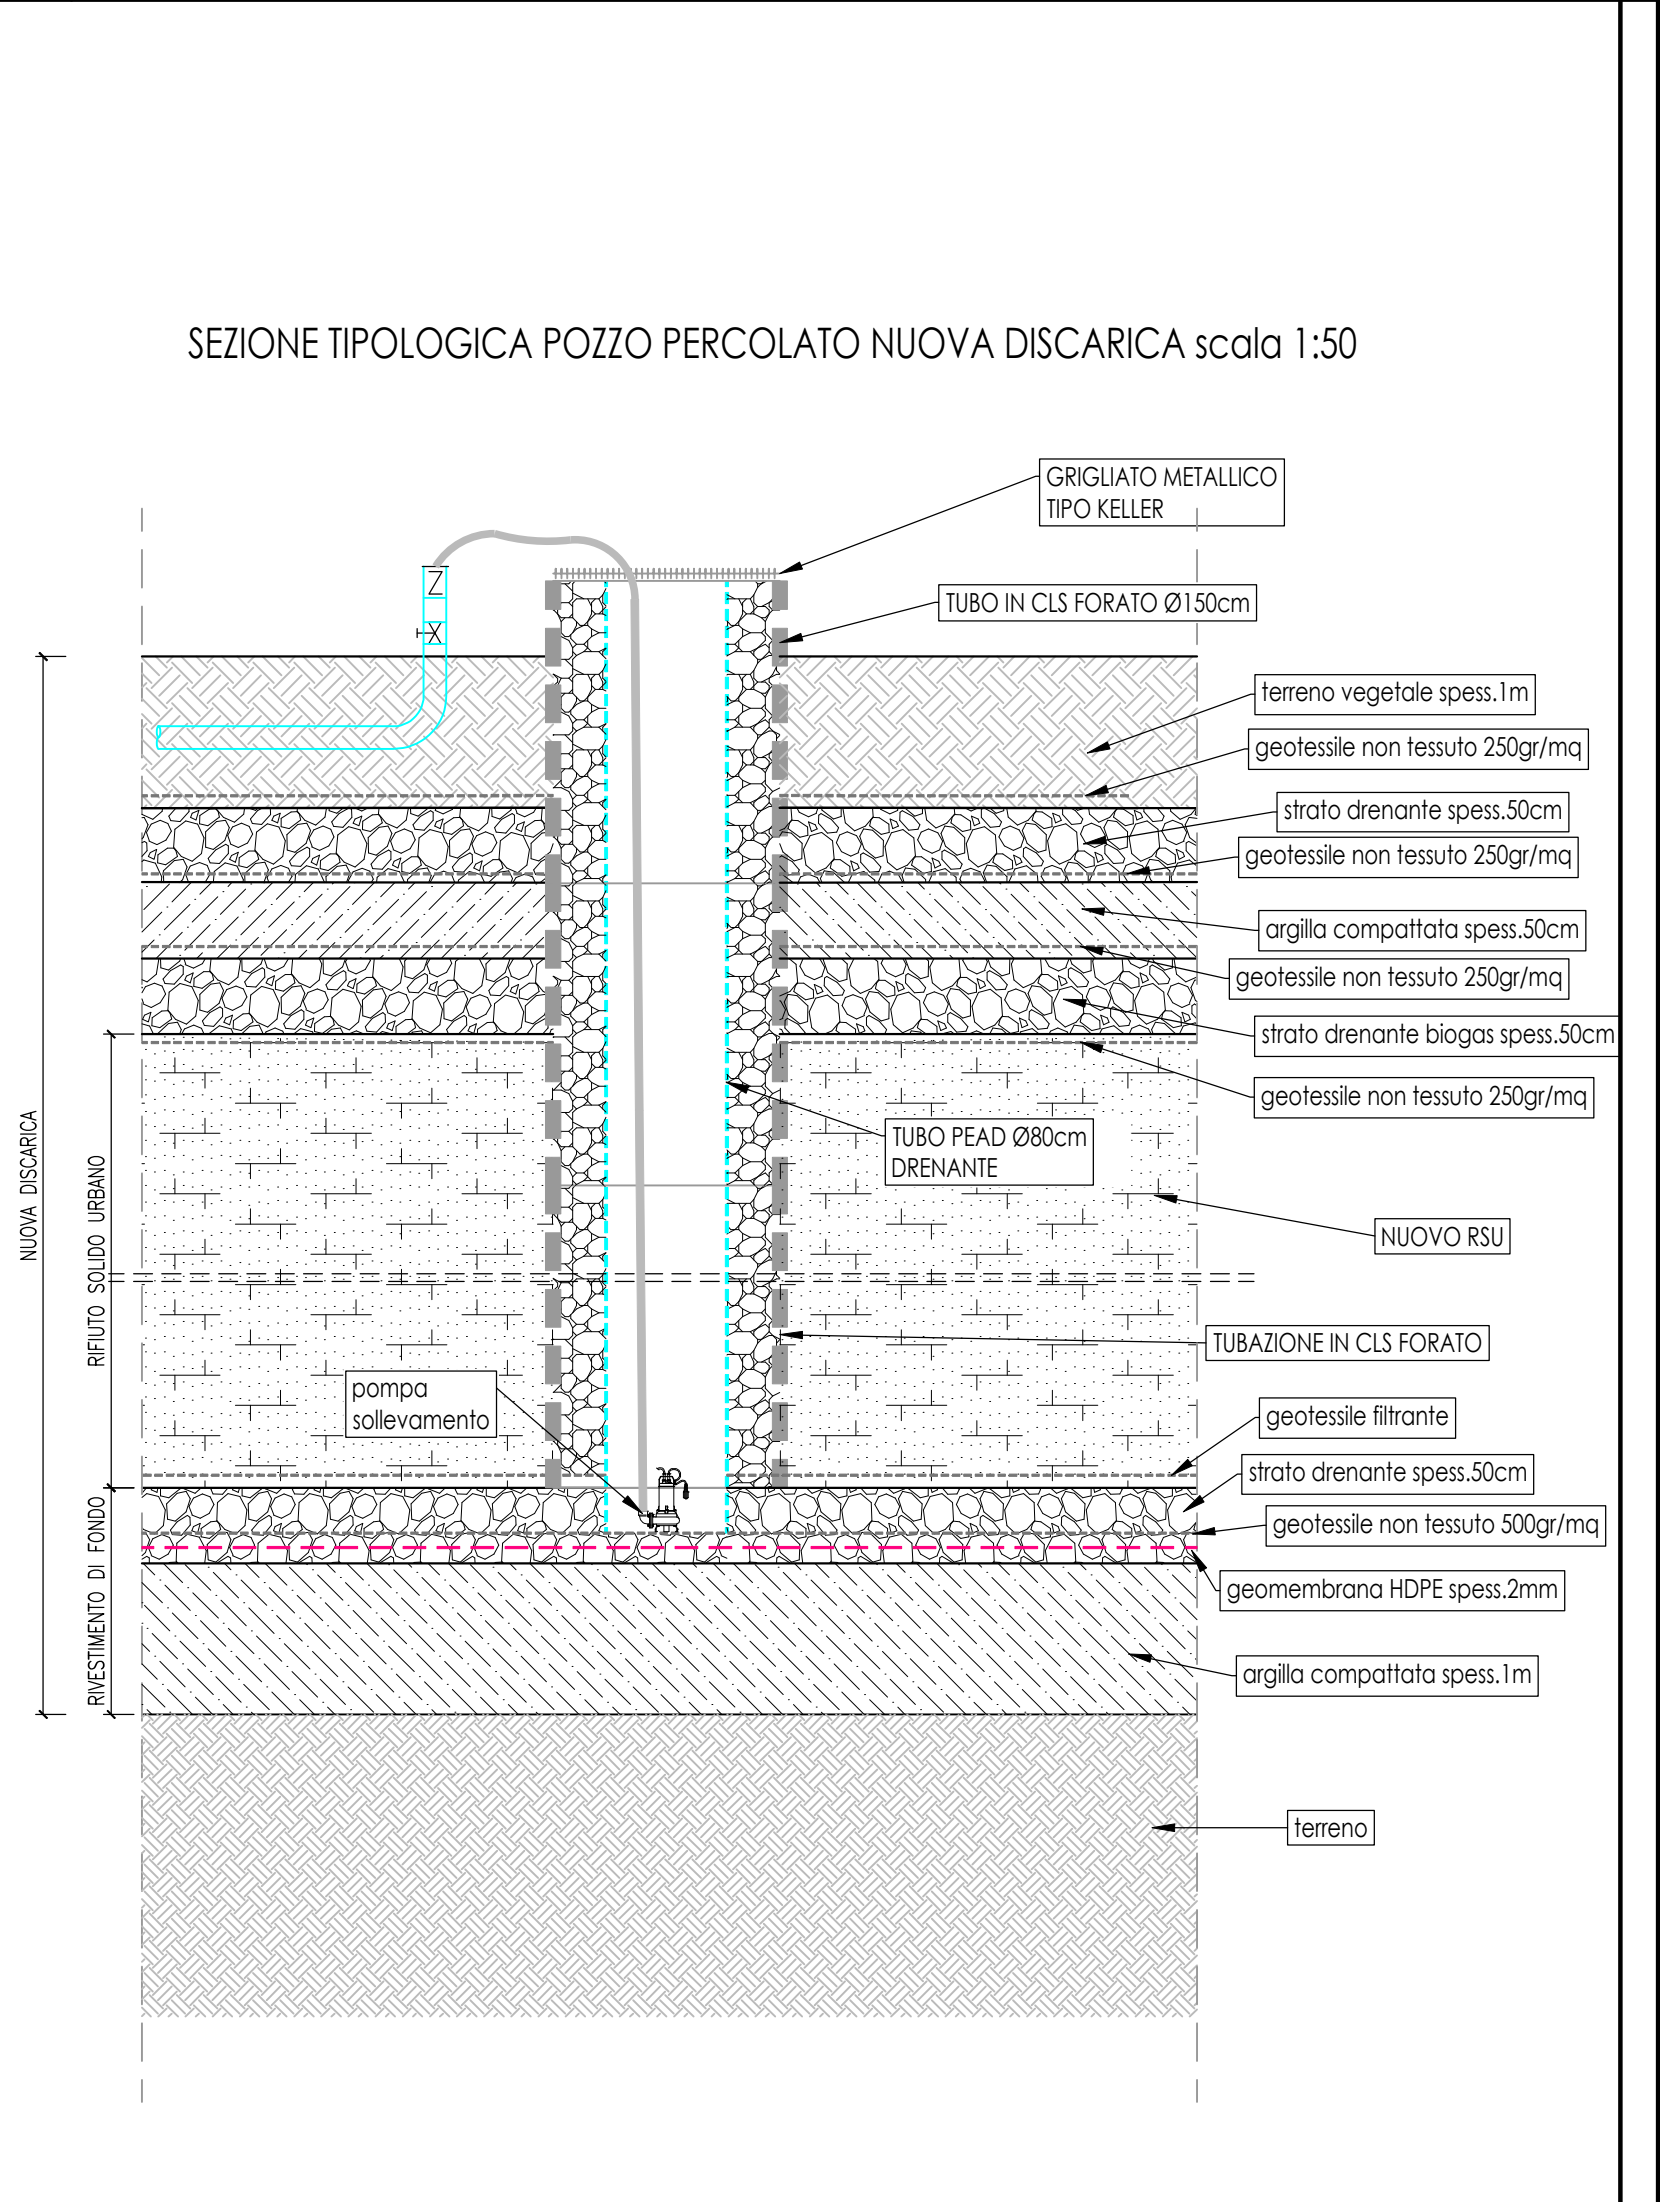 SEZIONE TIPOLOGICA POZZO PERCOLATO NUOVA DISCARICA scala 1:50
GRIGLIATO METALLICO
TIPO KELLER
TUBO IN CLS FORATO Ø150cm
terreno vegetale spess.1m
geotessile non tessuto 250gr/mq
strato drenante spess.50cm
geotessile non tessuto 250gr/mq
argilla compattata spess.50cm
geotessile non tessuto 250gr/mq
strato drenante biogas spess.50cm
geotessile non tessuto 250gr/mq
TUBO PEAD Ø80cm
DRENANTE
NUOVO RSU
TUBAZIONE IN CLS FORATO
pompa
sollevamento
geotessile filtrante
strato drenante spess.50cm
geotessile non tessuto 500gr/mq
geomembrana HDPE spess.2mm
argilla compattata spess.1m
terreno
NUOVA DISCARICA
RIFIUTO SOLIDO URBANO
RIVESTIMENTO DI FONDO